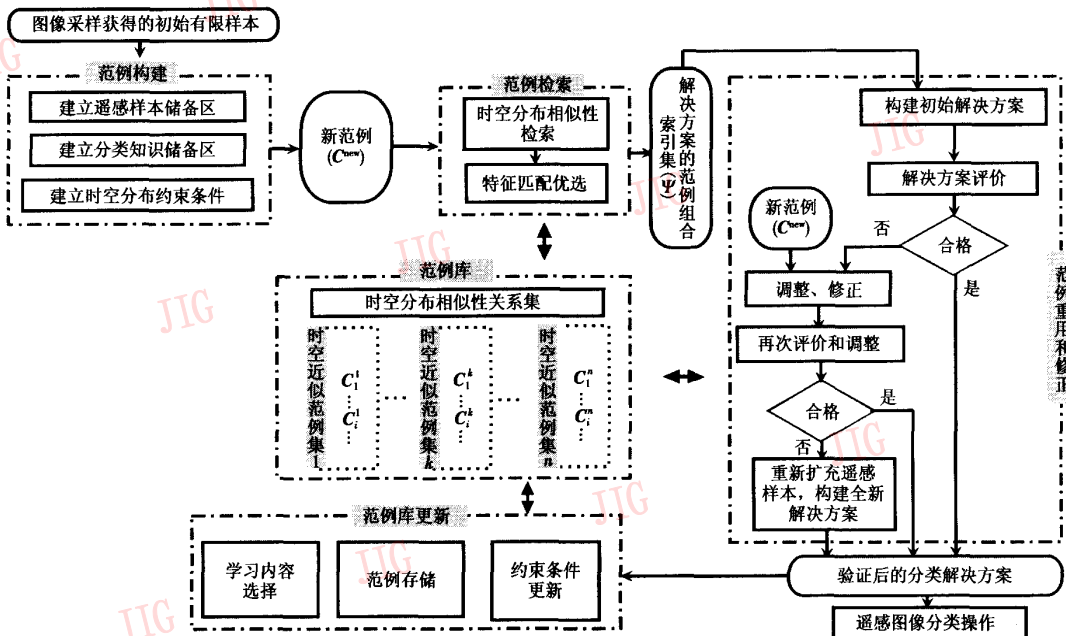 图像采样获得的初始有限样本
范例构建
建立遥感样本储备区
建立分类知识储备区
建立时空分布约束条件
新范例
(C^new)
范例检索
时空分布相似性
检索
特征匹配优选
解决方案的范例组合
索引集(Ψ)
构建初始解决方案
解决方案评价
合格
否
是
新范例
(C^new)
调整、修正
再次评价和调整
合格
是
否
重新扩充遥感
样本，构建全新
解决方案
范例重用和修正
范例库
时空分布相似性关系集
时空近似范例集1
C_1^1
⋮
C_i^1
⋮
…
时空近似范例集k
C_1^k
⋮
C_i^k
⋮
…
时空近似范例集n
C_1^n
⋮
C_i^n
⋮
范例库更新
学习内容
选择
范例存储
约束条件
更新
验证后的分类解决方案
遥感图像分类操作
JIG
JIG
JIG
JIG
JIG
JIG
JIG
JIG
JIG
JIG